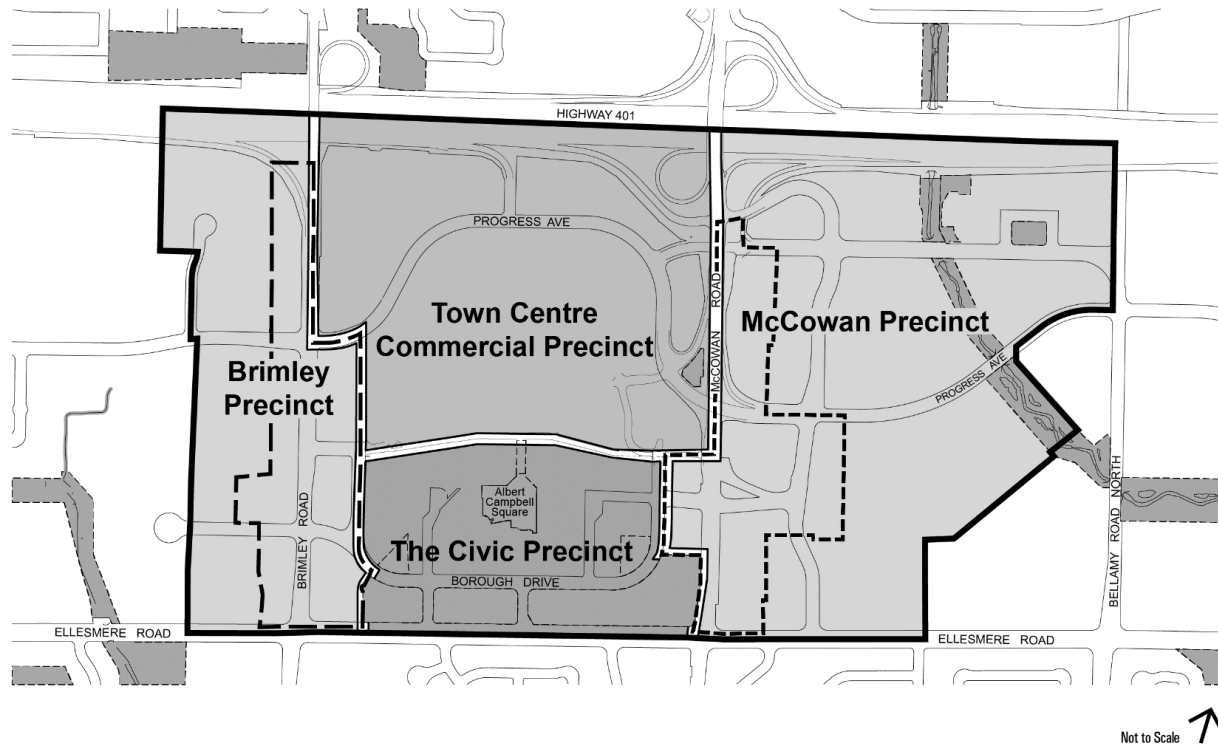 HIGHWAY 401
PROGRESS AVE
Town Centre
Commercial Precinct
McCOWAN ROAD
McCowan Precinct
Brimley
Precinct
PROGRESS AVE
Albert
Campbell
Square
BRIMLEY ROAD
The Civic Precinct
BOROUGH DRIVE
BELLAMY ROAD NORTH
ELLESMERE ROAD
ELLESMERE ROAD
Not to Scale